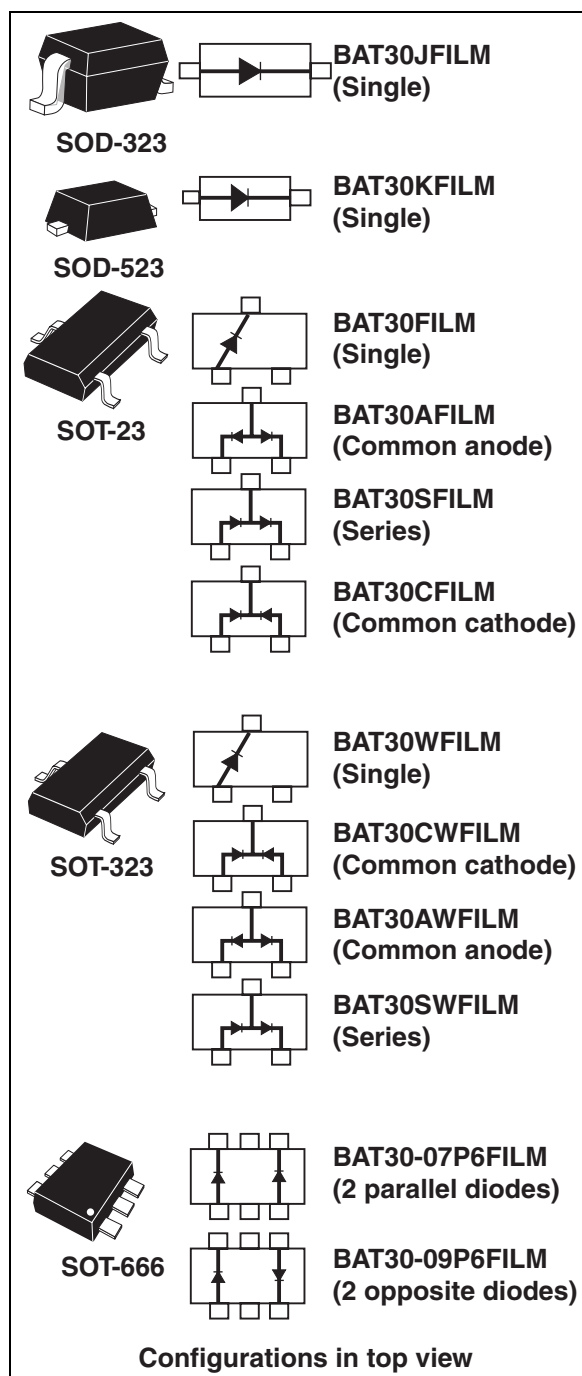 BAT30JFILM
(Single)
SOD-323
BAT30KFILM
(Single)
SOD-523
BAT30FILM
(Single)
SOT-23
BAT30AFILM
(Common anode)
BAT30SFILM
(Series)
BAT30CFILM
(Common cathode)
BAT30WFILM
(Single)
SOT-323
BAT30CWFILM
(Common cathode)
BAT30AWFILM
(Common anode)
BAT30SWFILM
(Series)
BAT30-07P6FILM
(2 parallel diodes)
SOT-666
BAT30-09P6FILM
(2 opposite diodes)
Configurations in top view